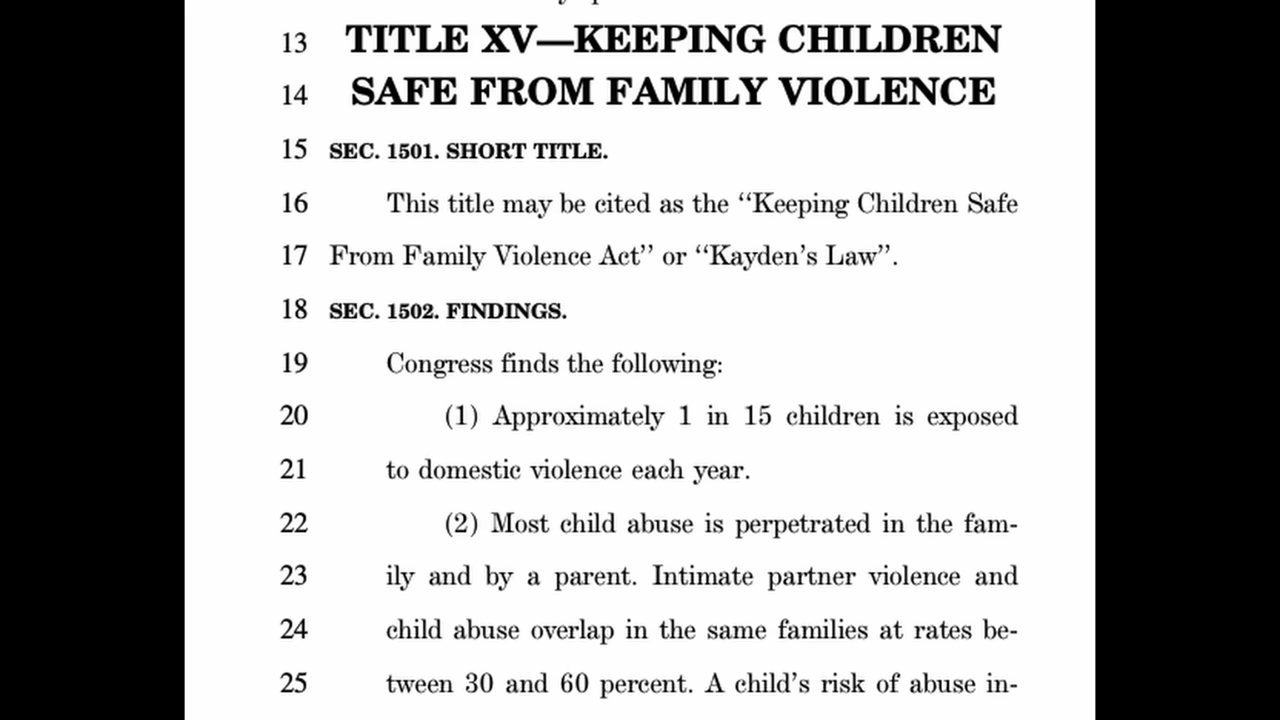 13 TITLE XV—KEEPING CHILDREN
14 SAFE FROM FAMILY VIOLENCE
15 SEC. 1501. SHORT TITLE.
16 This title may be cited as the ‘‘Keeping Children Safe
17 From Family Violence Act’’ or ‘‘Kayden’s Law’’.
18 SEC. 1502. FINDINGS.
19 Congress finds the following:
20 (1) Approximately 1 in 15 children is exposed
21 to domestic violence each year.
22 (2) Most child abuse is perpetrated in the fam-
23 ily and by a parent. Intimate partner violence and
24 child abuse overlap in the same families at rates be-
25 tween 30 and 60 percent. A child’s risk of abuse in-